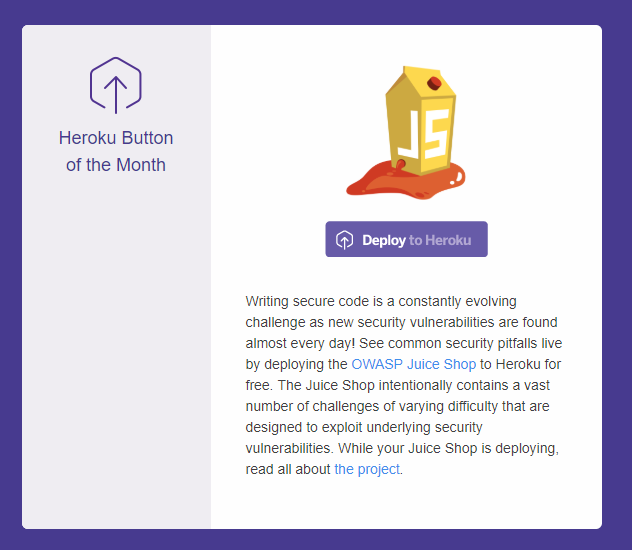 Heroku Button
of the Month
JS
Deploy to Heroku
Writing secure code is a constantly evolving
challenge as new security vulnerabilities are found
almost every day! See common security pitfalls live
by deploying the OWASP Juice Shop to Heroku for
free. The Juice Shop intentionally contains a vast
number of challenges of varying difficulty that are
designed to exploit underlying security
vulnerabilities. While your Juice Shop is deploying,
read all about the project.